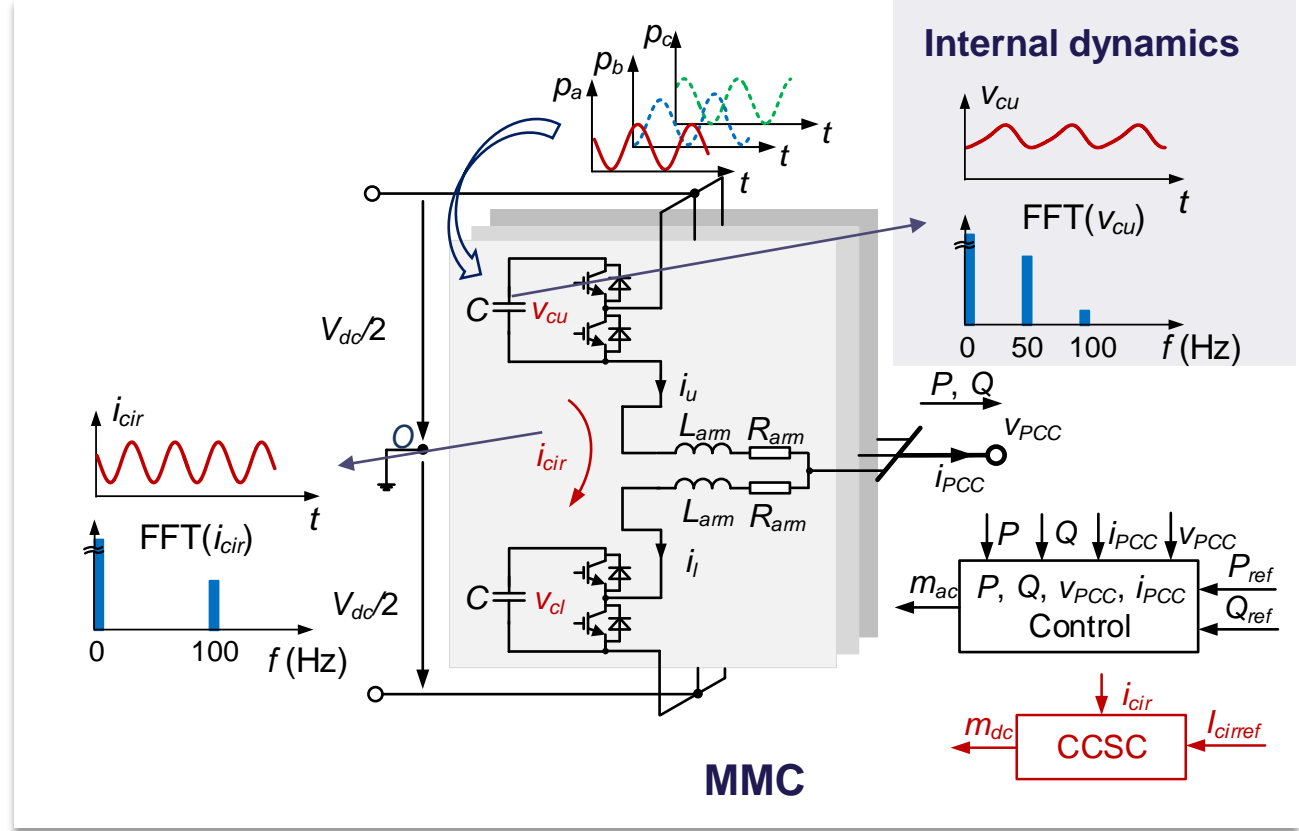 Internal dynamics
p_c
p_b
p_a
t
t
t
v_cu
t
FFT(v_cu)
0 50 100 f (Hz)
V_dc/2
C v_cu
i_u
L_arm R_arm
P, Q
v_PCC
i_PCC
i_cir
O
i_cir
t
FFT(i_cir)
0 100 f (Hz)
L_arm R_arm
i_l
V_dc/2
C v_cl
P Q i_PCC v_PCC
m_ac
P, Q, v_PCC, i_PCC
Control
P_ref
Q_ref
i_cir
m_dc
CCSC
I_cirref
MMC